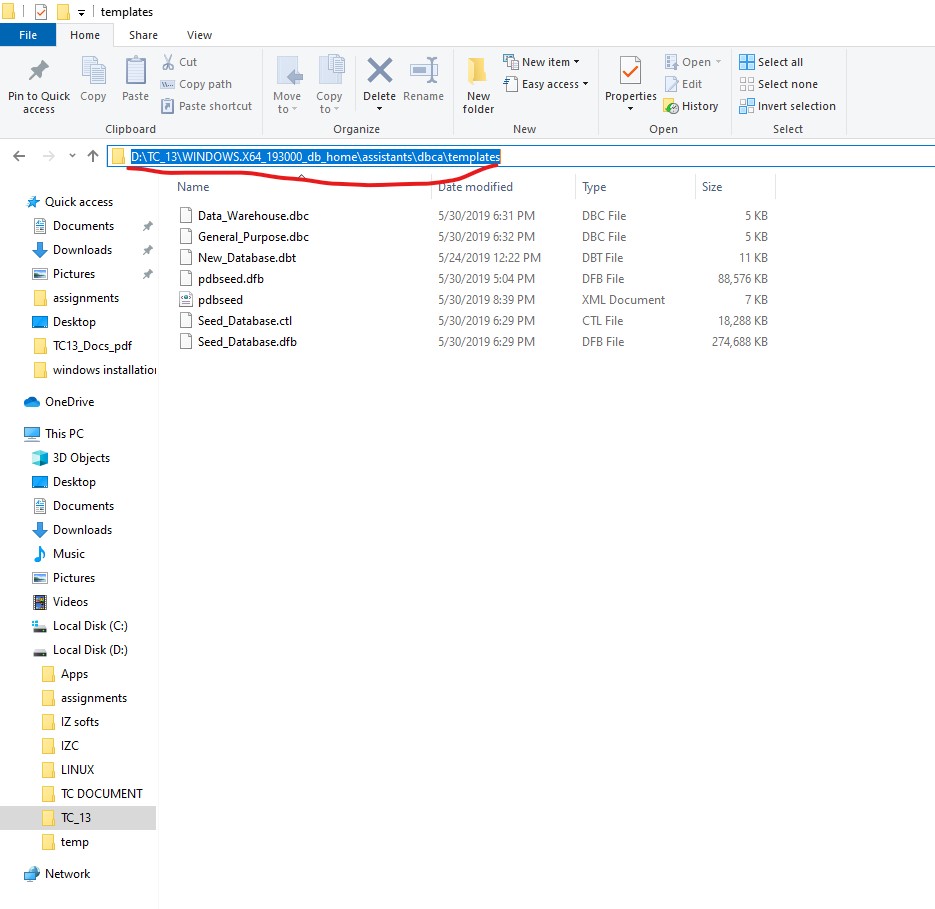 templates
File Home Share View
Pin to Quick access
Copy
Paste
Cut
Copy path
Paste shortcut
Clipboard
Move to
Copy to
Delete
Rename
Organize
New folder
New item
Easy access
New
Properties
Open
Edit
History
Open
Select all
Select none
Invert selection
Select
D:\TC_13\WINDOWS.X64_193000_db_home\assistants\dbca\templates
Name Date modified Type Size
Data_Warehouse.dbc 5/30/2019 6:31 PM DBC File 5 KB
General_Purpose.dbc 5/30/2019 6:32 PM DBC File 5 KB
New_Database.dbt 5/24/2019 12:22 PM DBT File 11 KB
pdbseed.dfb 5/30/2019 5:04 PM DFB File 88,576 KB
pdbseed 5/30/2019 8:39 PM XML Document 7 KB
Seed_Database.ctl 5/30/2019 6:29 PM CTL File 18,288 KB
Seed_Database.dfb 5/30/2019 6:29 PM DFB File 274,688 KB
Quick access
Documents
Downloads
Pictures
assignments
Desktop
TC13_Docs_pdf
windows installation
OneDrive
This PC
3D Objects
Desktop
Documents
Downloads
Music
Pictures
Videos
Local Disk (C:)
Local Disk (D:)
Apps
assignments
IZ softs
IZC
LINUX
TC DOCUMENT
TC_13
temp
Network